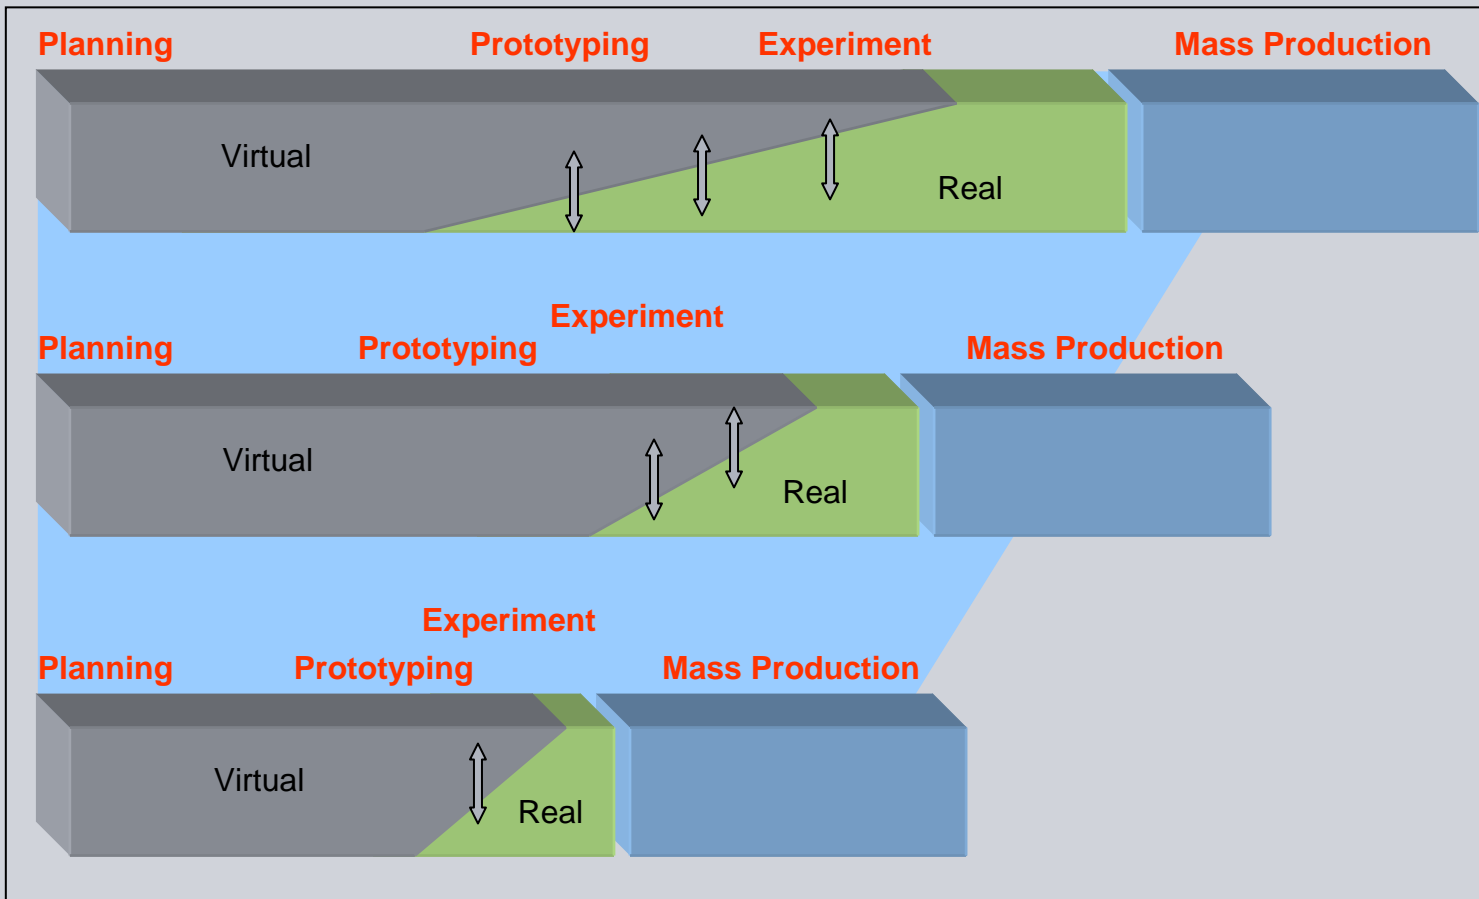 Planning Prototyping Experiment Mass Production
Virtual
Real
Experiment
Planning Prototyping Mass Production
Virtual
Real
Experiment
Planning Prototyping Mass Production
Virtual
Real